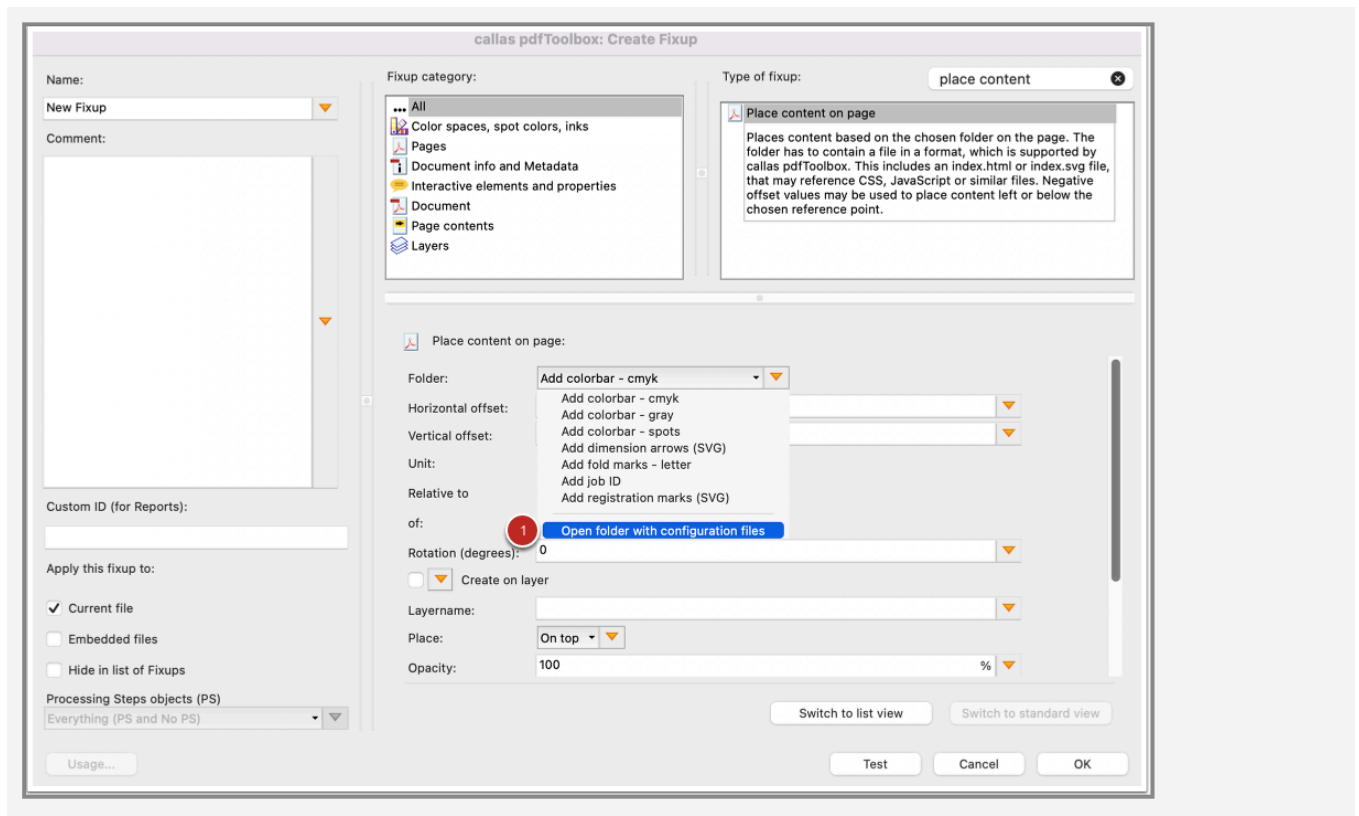 callas pdfToolbox: Create Fixup
Name:
New Fixup
Comment:
Custom ID (for Reports):
Apply this fixup to:
Current file
Embedded files
Hide in list of Fixups
Processing Steps objects (PS)
Everything (PS and No PS)
Usage...
Fixup category:
All
Color spaces, spot colors, inks
Pages
Document info and Metadata
Interactive elements and properties
Document
Page contents
Layers
Type of fixup:
place content
Place content on page
Places content based on the chosen folder on the page. The
folder has to contain a file in a format, which is supported by
callas pdfToolbox. This includes an index.html or index.svg file,
that may reference CSS, JavaScript or similar files. Negative
offset values may be used to place content left or below the
chosen reference point.
Place content on page:
Folder:
Add colorbar - cmyk
Add colorbar - cmyk
Add colorbar - gray
Add colorbar - spots
Add dimension arrows (SVG)
Add fold marks - letter
Add job ID
Add registration marks (SVG)
1
Open folder with configuration files
Horizontal offset:
Vertical offset:
Unit:
Relative to
of:
Rotation (degrees):
0
Create on layer
Layername:
Place:
On top
Opacity:
100
%
Switch to list view
Switch to standard view
Test
Cancel
OK